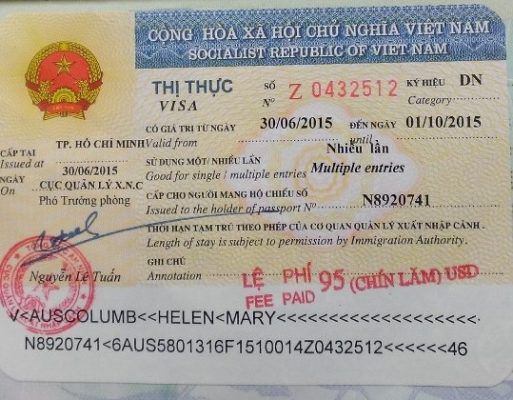 CỘNG HÒA XÃ HỘI CHỦ NGHĨA VIỆT NAM
SOCIALIST REPUBLIC OF VIET NAM
THỊ THỰC SỐ Z 0432512 KÝ HIỆU DN
VISA Nº Category
CÓ GIÁ TRỊ TỪ NGÀY 30/06/2015 ĐẾN NGÀY 01/10/2015
CẤP TẠI TP. HỒ CHÍ MINH Valid from until
Issued at
NGÀY 30/06/2015 SỬ DỤNG MỘT/ NHIỀU LẦN Nhiều lần
On Good for single / multiple entries Multiple entries
CỤC QUẢN LÝ X.N.C CẤP CHO NGƯỜI MANG HỘ CHIẾU SỐ N8920741
Phó Trưởng phòng Issued to the holder of passport Nº
THỜI HẠN TẠM TRÚ THEO PHÉP CỦA CƠ QUAN QUẢN LÝ XUẤT NHẬP CẢNH.
Length of stay is subject to permission by Immigration Authority.
GHI CHÚ
Nguyễn Lê Tuấn Annotation
LỆ PHÍ 95 (CHÍN LĂM) USD
FEE PAID
V<AUSCOLUMB<<HELEN<MARY<<<<<<<<<<<<<<<<<<<<<
N8920741<6AUS5801316F1510014Z0432512<<<<<<46